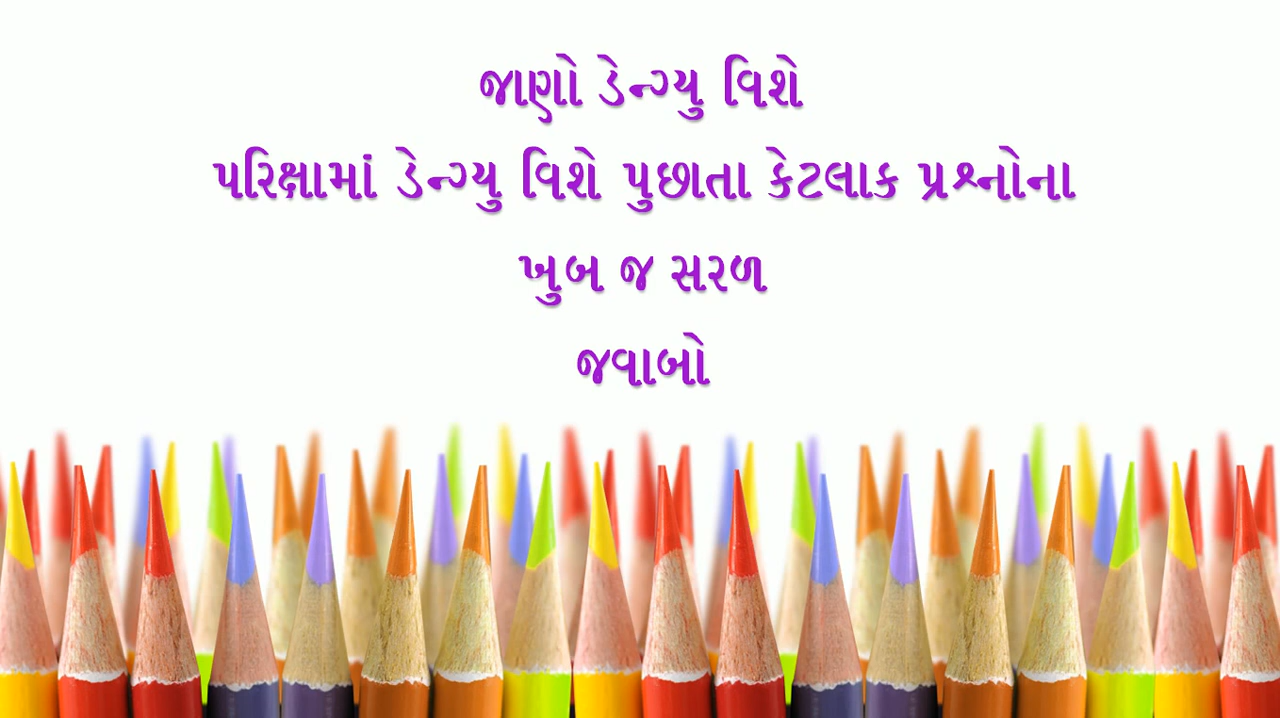 જાણો ડેન્ગ્યુ વિશે
પરિક્ષામાં ડેન્ગ્યુ વિશે પુછાતા કેટલાક પ્રશ્નોના
ખુબ જ સરળ
જવાબો